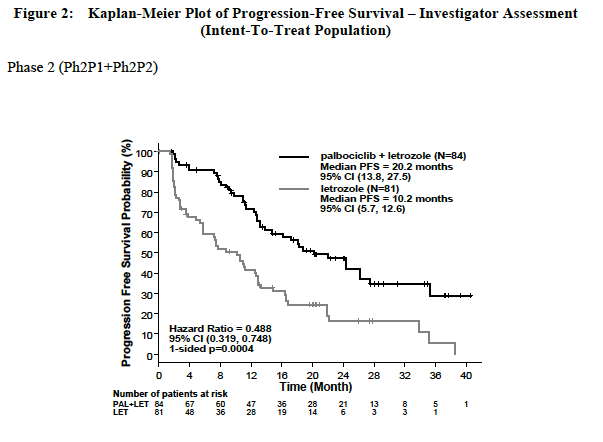 Figure 2: Kaplan-Meier Plot of Progression-Free Survival – Investigator Assessment
(Intent-To-Treat Population)
Phase 2 (Ph2P1+Ph2P2)
Progression Free Survival Probability (%)
100
90
80
70
60
50
40
30
20
10
0
palbociclib + letrozole (N=84)
Median PFS = 20.2 months
95% CI (13.8, 27.5)
letrozole (N=81)
Median PFS = 10.2 months
95% CI (5.7, 12.6)
Hazard Ratio = 0.488
95% CI (0.319, 0.748)
1-sided p=0.0004
0 4 8 12 16 20 24 28 32 36 40
Time (Month)
Number of patients at risk
PAL+LET 84 67 60 47 36 28 21 13 8 5 1
LET 81 48 36 28 19 14 6 3 3 1